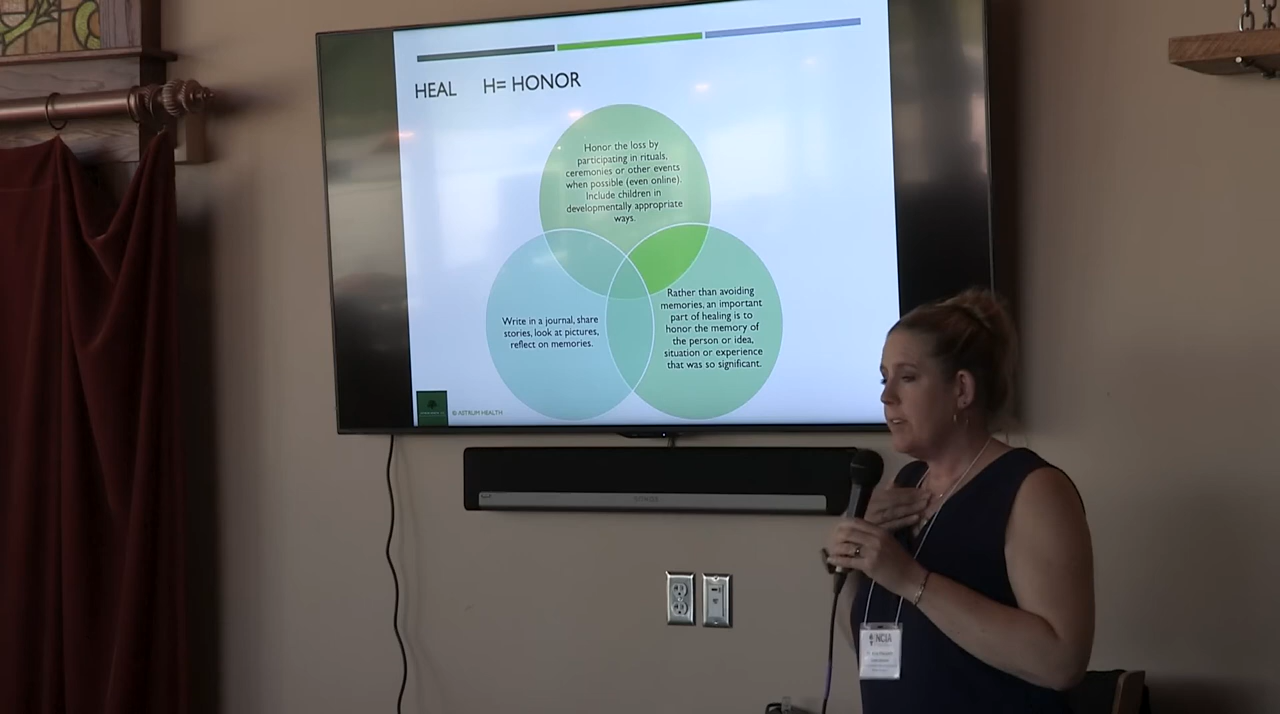 HEAL H= HONOR
Honor the loss by
participating in rituals,
ceremonies or other events
when possible (even online).
Include children in
developmentally appropriate
ways.
Write in a journal, share
stories, look at pictures,
reflect on memories.
Rather than avoiding
memories, an important
part of healing is to
honor the memory of
the person or idea,
situation or experience
that was so significant.
© ASTRUM HEALTH
NCIA